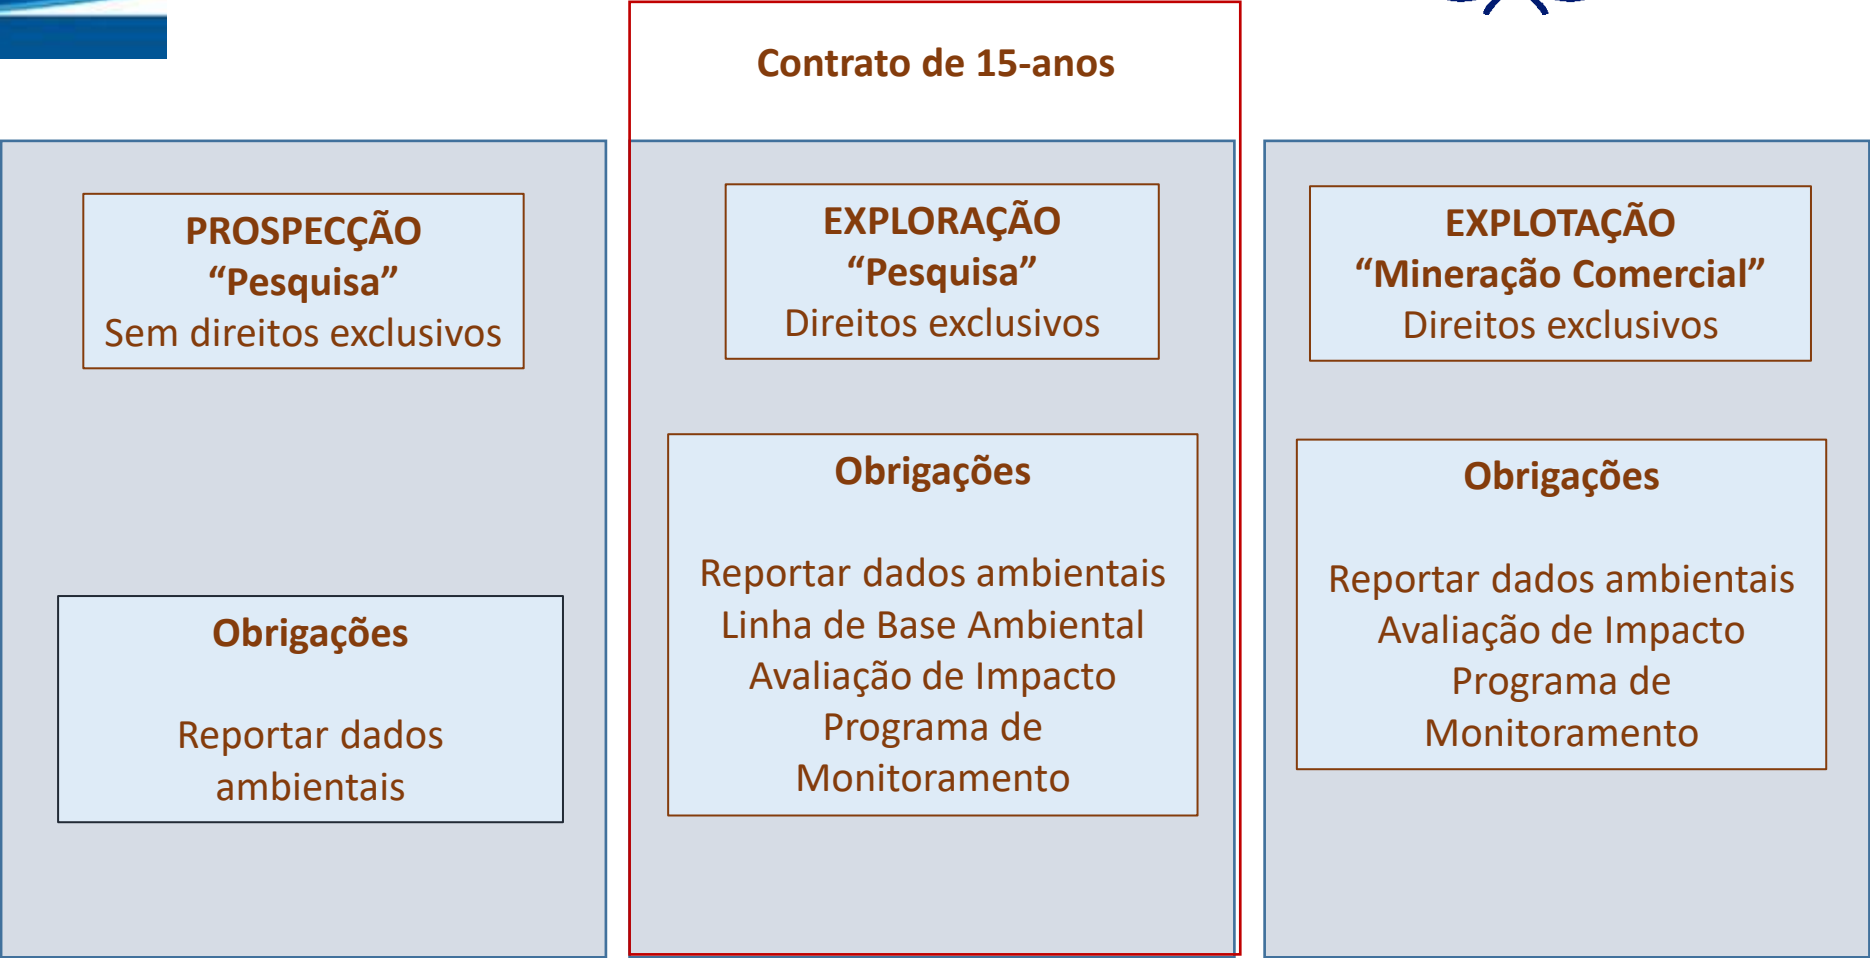 Contrato de 15-anos
PROSPECÇÃO
“Pesquisa”
Sem direitos exclusivos
Obrigações
Reportar dados
ambientais
EXPLORAÇÃO
“Pesquisa”
Direitos exclusivos
Obrigações
Reportar dados ambientais
Linha de Base Ambiental
Avaliação de Impacto
Programa de
Monitoramento
EXPLOTAÇÃO
“Mineração Comercial”
Direitos exclusivos
Obrigações
Reportar dados ambientais
Avaliação de Impacto
Programa de
Monitoramento